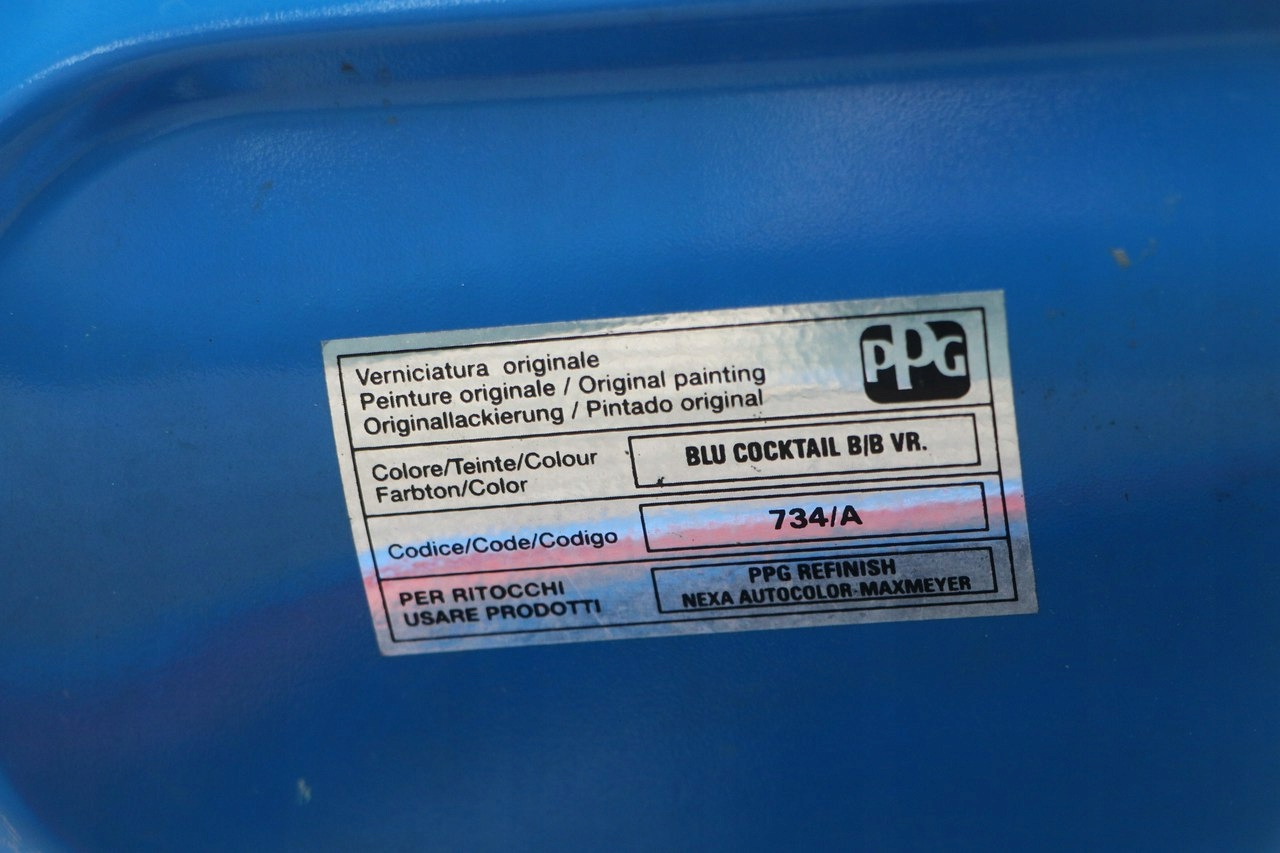 Verniciatura originale
Peinture originale / Original painting
Originallackierung / Pintado original
PPG
Colore/Teinte/Colour
Farbton/Color
BLU COCKTAIL B/B VR.
Codice/Code/Codigo
734/A
PER RITOCCHI
USARE PRODOTTI
PPG REFINISH
NEXA AUTOCOLOR-MAXMEYER